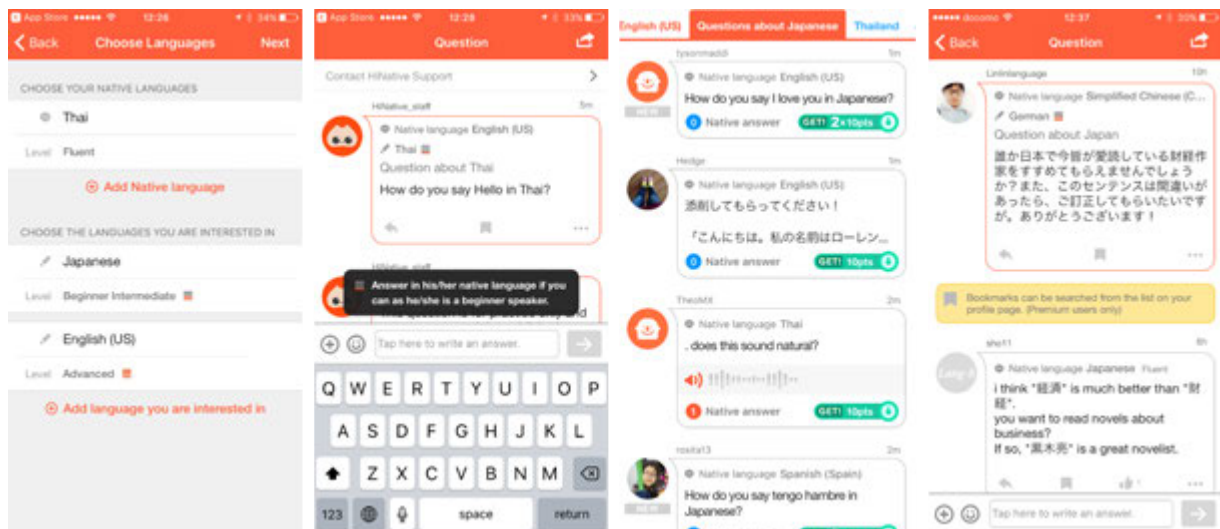 App Store 12:26 34%
Back Choose Languages Next
CHOOSE YOUR NATIVE LANGUAGES
Thai
Level Fluent
Add Native language
CHOOSE THE LANGUAGES YOU ARE INTERESTED IN
Japanese
Level Beginner Intermediate
English (US)
Level Advanced
Add language you are interested in
App Store 12:28 33%
Question
Contact HiNative Support
HiNative_staff 5m
Native language English (US)
Thai
Question about Thai
How do you say Hello in Thai?
HiNative_staff
Answer in his/her native language if you
can as he/she is a beginner speaker.
Tap here to write an answer.
Q W E R T Y U I O P
A S D F G H J K L
Z X C V B N M
123 space return
English (US) Questions about Japanese Thailand
tysonmaddi 1m
Native language English (US)
How do you say I love you in Japanese?
NEW
0 Native answer GET! 2×10pts
Hedge 1m
Native language English (US)
添削してもらってください！
「こんにちは。私の名前はローレン...
0 Native answer GET! 10pts
TheoMX 2m
Native language Thai
. does this sound natural?
1 Native answer GET! 10pts
rosita13 2m
Native language Spanish (Spain)
NEW
How do you say tengo hambre in
Japanese?
docomo 12:37 30%
Back Question
Lininlanguage 10h
Native language Simplified Chinese (C...
German
Question about Japan
誰か日本で今皆が愛読している財経作
家をすすめてもらえませんでしょう
か？また、このセンテンスは間違いが
あったら、ご訂正してもらいたいです
が。ありがとうございます！
Bookmarks can be searched from the list on your
profile page. (Premium users only)
sho11 6h
Lang-8
Native language Japanese Fluent
i think "経済" is much better than "財
経".
you want to read novels about
business?
If so, "黒木亮" is a great novelist.
1
Tap here to write an answer.